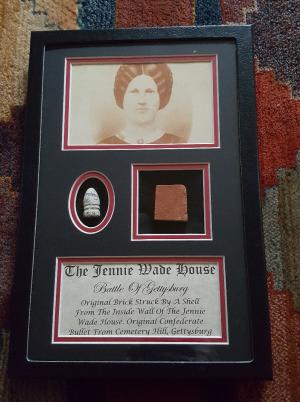 The Jennie Wade House
Battle Of Gettysburg
Original Brick Struck By A Shell
From The Inside Wall Of The Jennie
Wade House. Original Confederate
Bullet From Cemetery Hill, Gettysburg